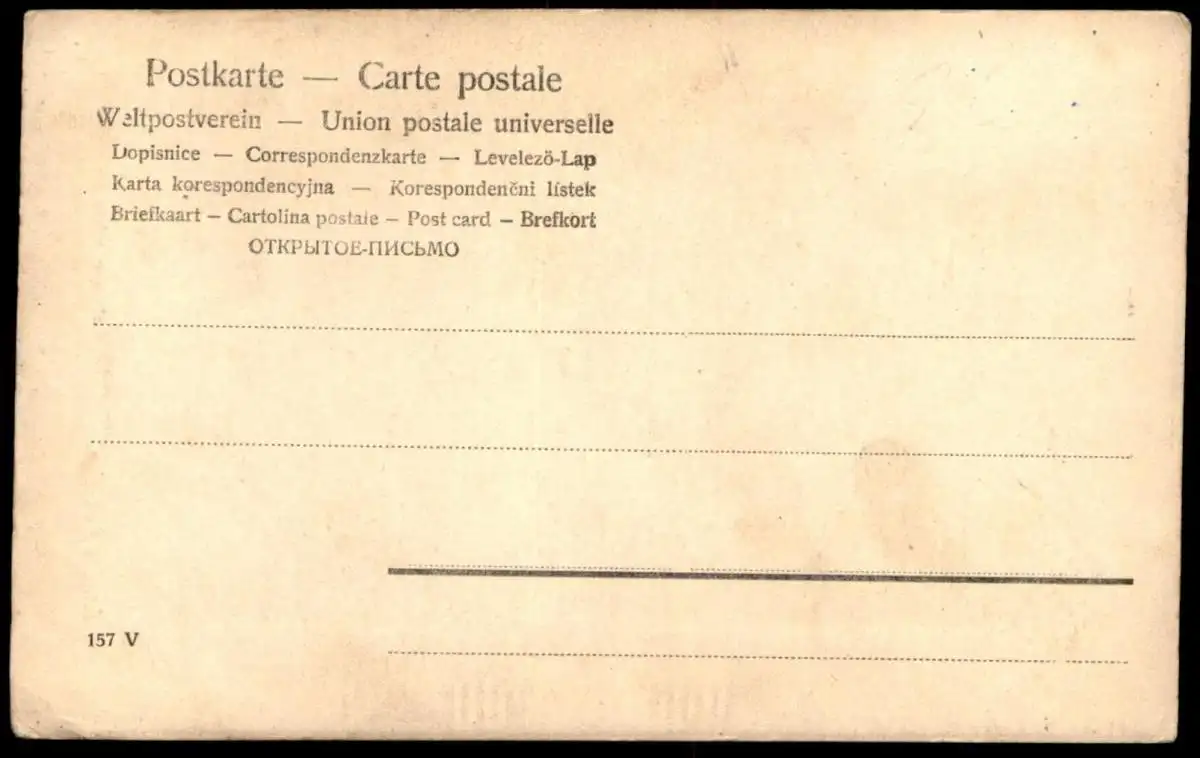 Postkarte — Carte postale
Weltpostverein — Union postale universelle
Dopisnice — Correspondenzkarte — Levelező-Lap
Karta korespondencyjna — Korespondenční lístek
Briefkaart — Cartolina postale — Post card — Brefkort
ОТКРЫТОЕ-ПИСЬМО
157 V